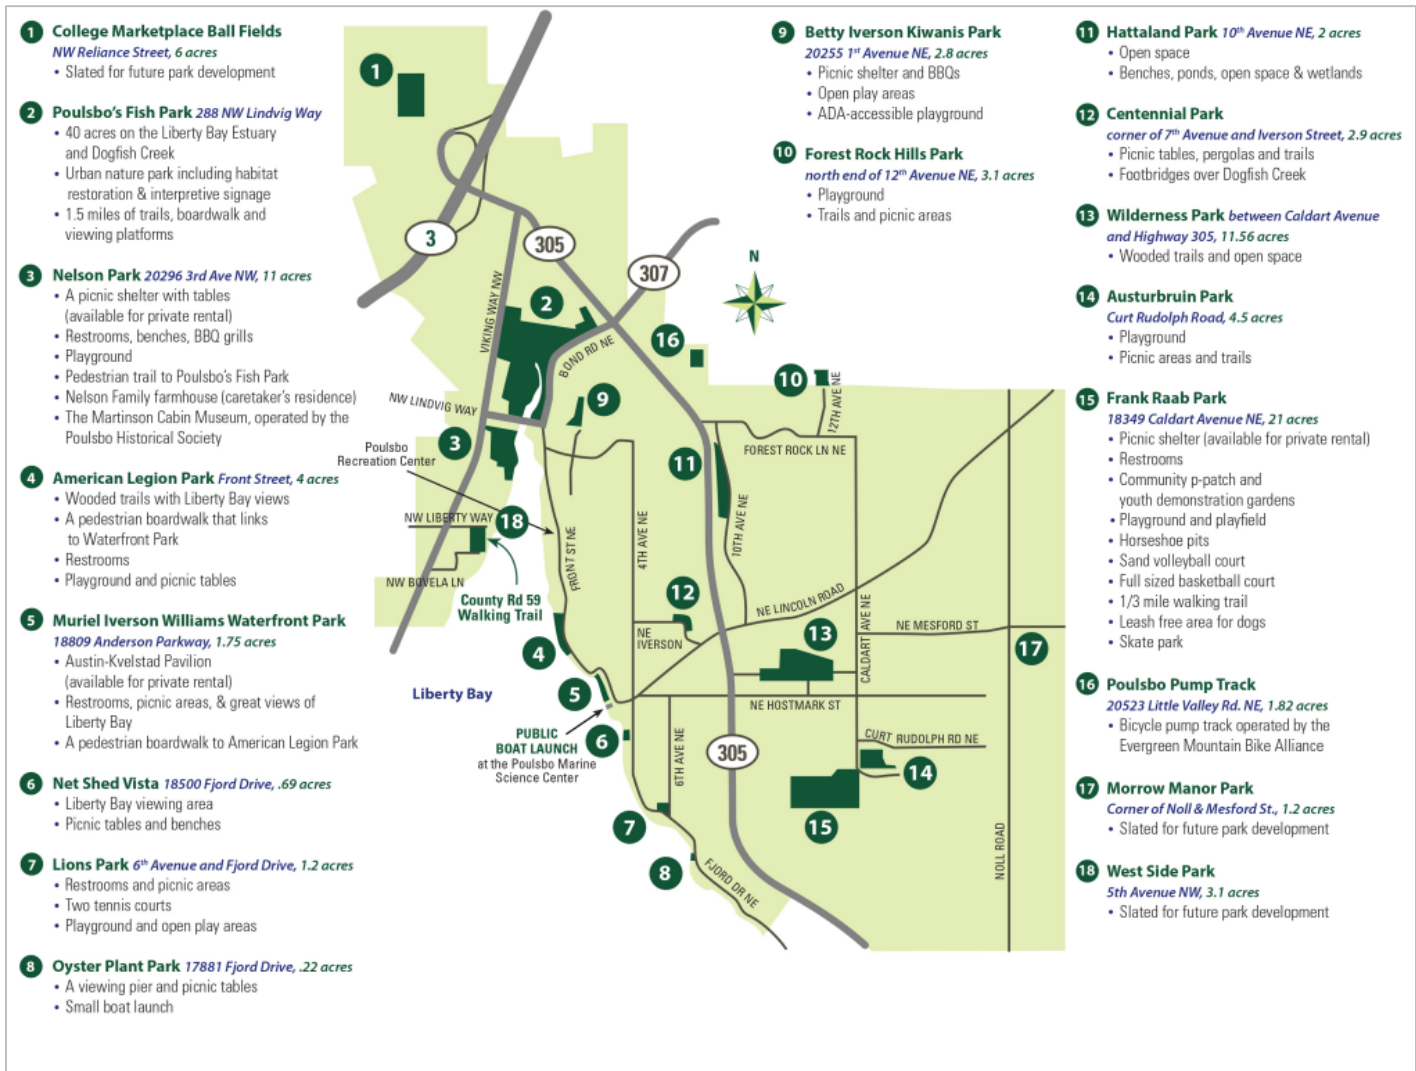 1 College Marketplace Ball Fields
NW Reliance Street, 6 acres
• Slated for future park development
2 Poulsbo's Fish Park 288 NW Lindvig Way
• 40 acres on the Liberty Bay Estuary
and Dogfish Creek
• Urban nature park including habitat
restoration & interpretive signage
• 1.5 miles of trails, boardwalk and
viewing platforms
3 Nelson Park 20296 3rd Ave NW, 11 acres
• A picnic shelter with tables
(available for private rental)
• Restrooms, benches, BBQ grills
• Playground
• Pedestrian trail to Poulsbo's Fish Park
• Nelson Family farmhouse (caretaker's residence)
• The Martinson Cabin Museum, operated by the
Poulsbo Historical Society
4 American Legion Park Front Street, 4 acres
• Wooded trails with Liberty Bay views
• A pedestrian boardwalk that links
to Waterfront Park
• Restrooms
• Playground and picnic tables
5 Muriel Iverson Williams Waterfront Park
18809 Anderson Parkway, 1.75 acres
• Austin-Kvelstad Pavilion
(available for private rental)
• Restrooms, picnic areas, & great views of
Liberty Bay
• A pedestrian boardwalk to American Legion Park
6 Net Shed Vista 18500 Fjord Drive, .69 acres
• Liberty Bay viewing area
• Picnic tables and benches
7 Lions Park 6th Avenue and Fjord Drive, 1.2 acres
• Restrooms and picnic areas
• Two tennis courts
• Playground and open play areas
8 Oyster Plant Park 17881 Fjord Drive, .22 acres
• A viewing pier and picnic tables
• Small boat launch
9 Betty Iverson Kiwanis Park
20255 1st Avenue NE, 2.8 acres
• Picnic shelter and BBQs
• Open play areas
• ADA-accessible playground
10 Forest Rock Hills Park
north end of 12th Avenue NE, 3.1 acres
• Playground
• Trails and picnic areas
11 Hattaland Park 10th Avenue NE, 2 acres
• Open space
• Benches, ponds, open space & wetlands
12 Centennial Park
corner of 7th Avenue and Iverson Street, 2.9 acres
• Picnic tables, pergolas and trails
• Footbridges over Dogfish Creek
13 Wilderness Park between Caldart Avenue
and Highway 305, 11.56 acres
• Wooded trails and open space
14 Austurbruin Park
Curt Rudolph Road, 4.5 acres
• Playground
• Picnic areas and trails
15 Frank Raab Park
18349 Caldart Avenue NE, 21 acres
• Picnic shelter (available for private rental)
• Restrooms
• Community p-patch and
youth demonstration gardens
• Playground and playfield
• Horseshoe pits
• Sand volleyball court
• Full sized basketball court
• 1/3 mile walking trail
• Leash free area for dogs
• Skate park
16 Poulsbo Pump Track
20523 Little Valley Rd. NE, 1.82 acres
• Bicycle pump track operated by the
Evergreen Mountain Bike Alliance
17 Morrow Manor Park
Corner of Noll & Mesford St., 1.2 acres
• Slated for future park development
18 West Side Park
5th Avenue NW, 3.1 acres
• Slated for future park development
1
3
305
307
N
2
VIKING WAY NW
BOND RD NE
16
10
12TH AVE NE
9
NW LINDVIG WAY
3
Poulsbo
Recreation Center
FOREST ROCK LN NE
11
NW LIBERTY WAY
18
4TH AVE NE
10TH AVE NE
FRONT ST NE
NW BOVELA LN
County Rd 59
Walking Trail
12
NE LINCOLN ROAD
CALDART AVE NE
NE
IVERSON
13
NE MESFORD ST
17
4
5
Liberty Bay
NE HOSTMARK ST
PUBLIC
BOAT LAUNCH
at the Poulsbo Marine
Science Center
6
6TH AVE NE
305
CURT RUDOLPH RD NE
14
15
7
8
FJORD DR NE
NOLL ROAD